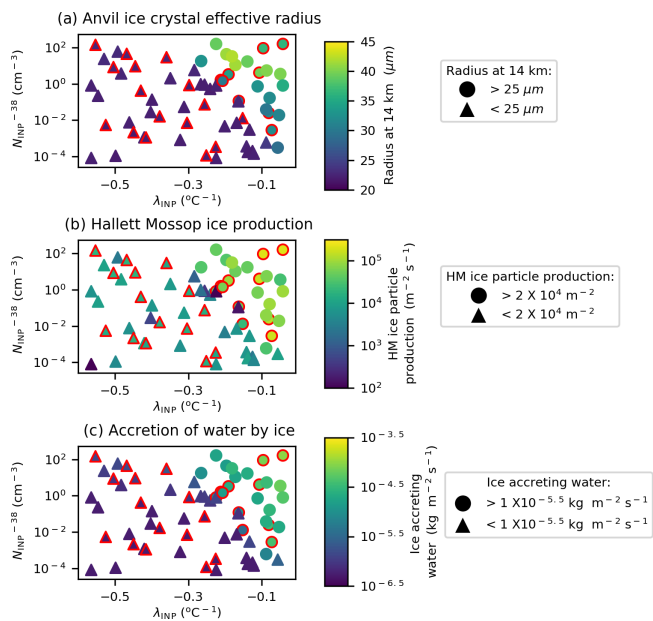 (a) Anvil ice crystal effective radius
10²
10⁰
10⁻²
10⁻⁴
N_INP⁻³⁸ (cm⁻³)
−0.5 −0.3 −0.1
λ_INP (°C⁻¹)
45
40
35
30
25
20
Radius at 14 km (μm)
Radius at 14 km:
> 25 μm
< 25 μm
(b) Hallett Mossop ice production
10²
10⁰
10⁻²
10⁻⁴
N_INP⁻³⁸ (cm⁻³)
−0.5 −0.3 −0.1
λ_INP (°C⁻¹)
10⁵
10⁴
10³
10²
HM ice particle
production (m⁻² s⁻¹)
HM ice particle production:
> 2 X 10⁴ m⁻²
< 2 X 10⁴ m⁻²
(c) Accretion of water by ice
10²
10⁰
10⁻²
10⁻⁴
N_INP⁻³⁸ (cm⁻³)
−0.5 −0.3 −0.1
λ_INP (°C⁻¹)
10⁻³·⁵
10⁻⁴·⁵
10⁻⁵·⁵
10⁻⁶·⁵
Ice accreting
water (kg m⁻² s⁻¹)
Ice accreting water:
> 1 X10⁻⁵·⁵ kg m⁻² s⁻¹
< 1 X10⁻⁵·⁵ kg m⁻² s⁻¹